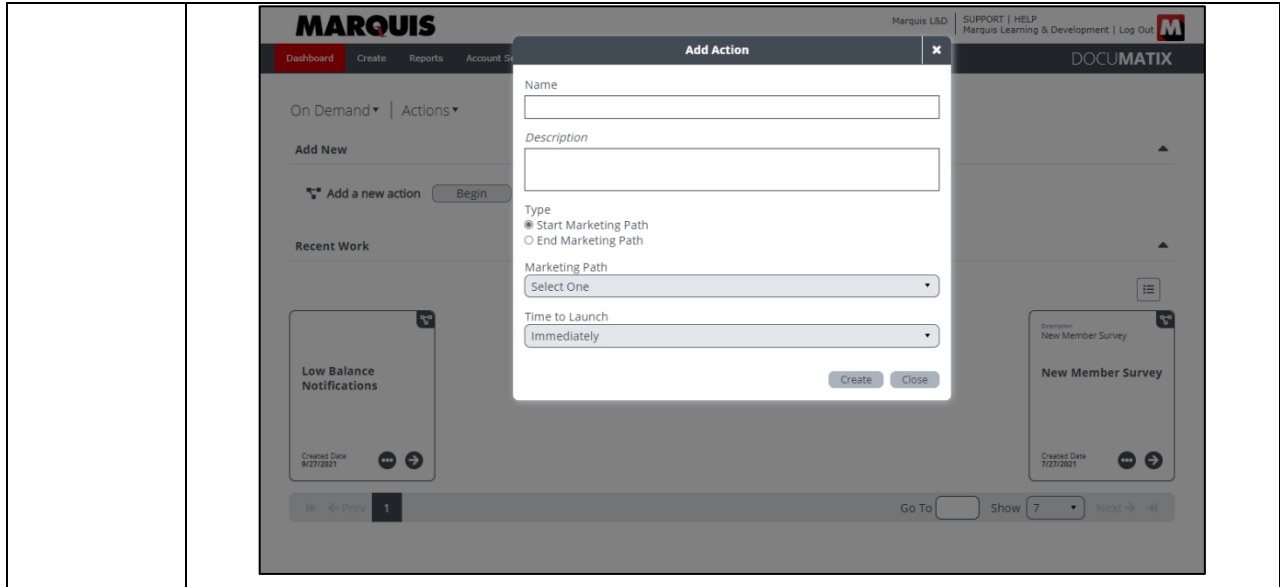 MARQUIS
Marquis L&D
SUPPORT | HELP
Marquis Learning & Development | Log Out
M
Dashboard Create Reports Account Se
DOCUMATIX
Add Action
Name
Description
Type
Start Marketing Path
End Marketing Path
Marketing Path
Select One
Time to Launch
Immediately
Create Close
On Demand | Actions
Add New
Add a new action Begin
Recent Work
Low Balance
Notifications
Created Date
9/27/2021
Description
New Member Survey
New Member Survey
Created Date
7/27/2021
Prev 1 Go To Show 7 Next